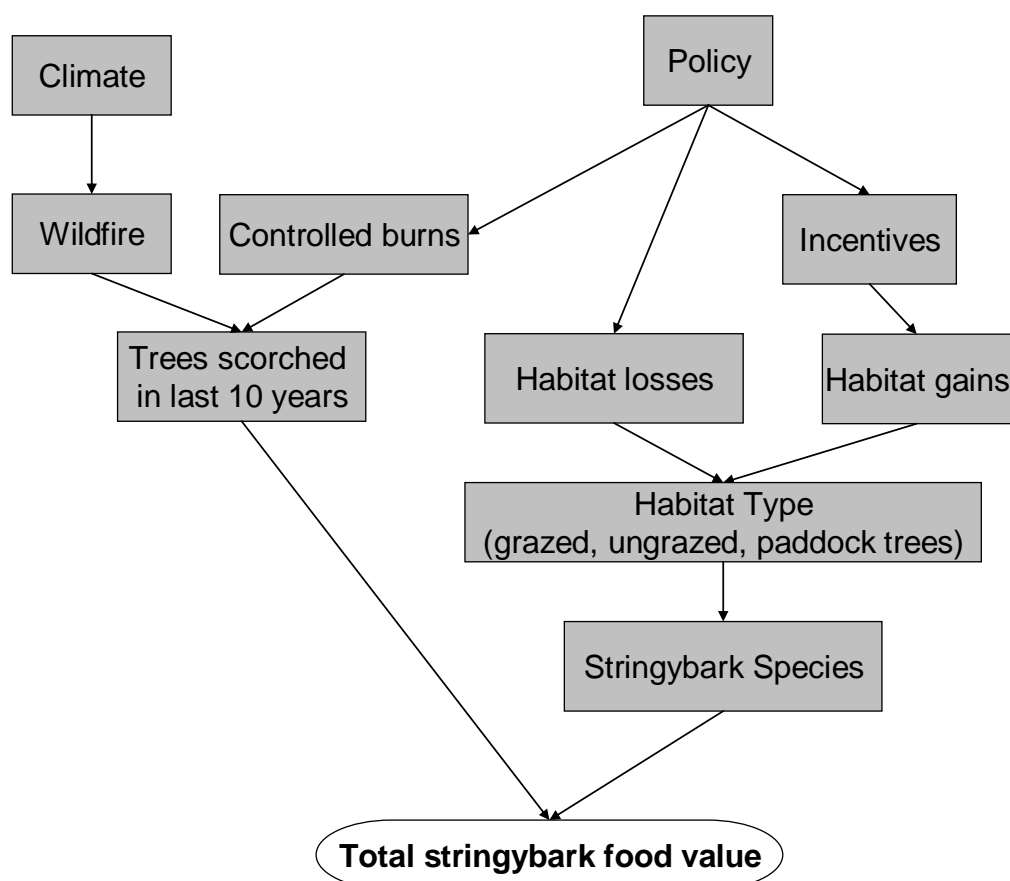 Climate
Policy
Wildfire
Controlled burns
Incentives
Trees scorched
in last 10 years
Habitat losses
Habitat gains
Habitat Type
(grazed, ungrazed, paddock trees)
Stringybark Species
Total stringybark food value